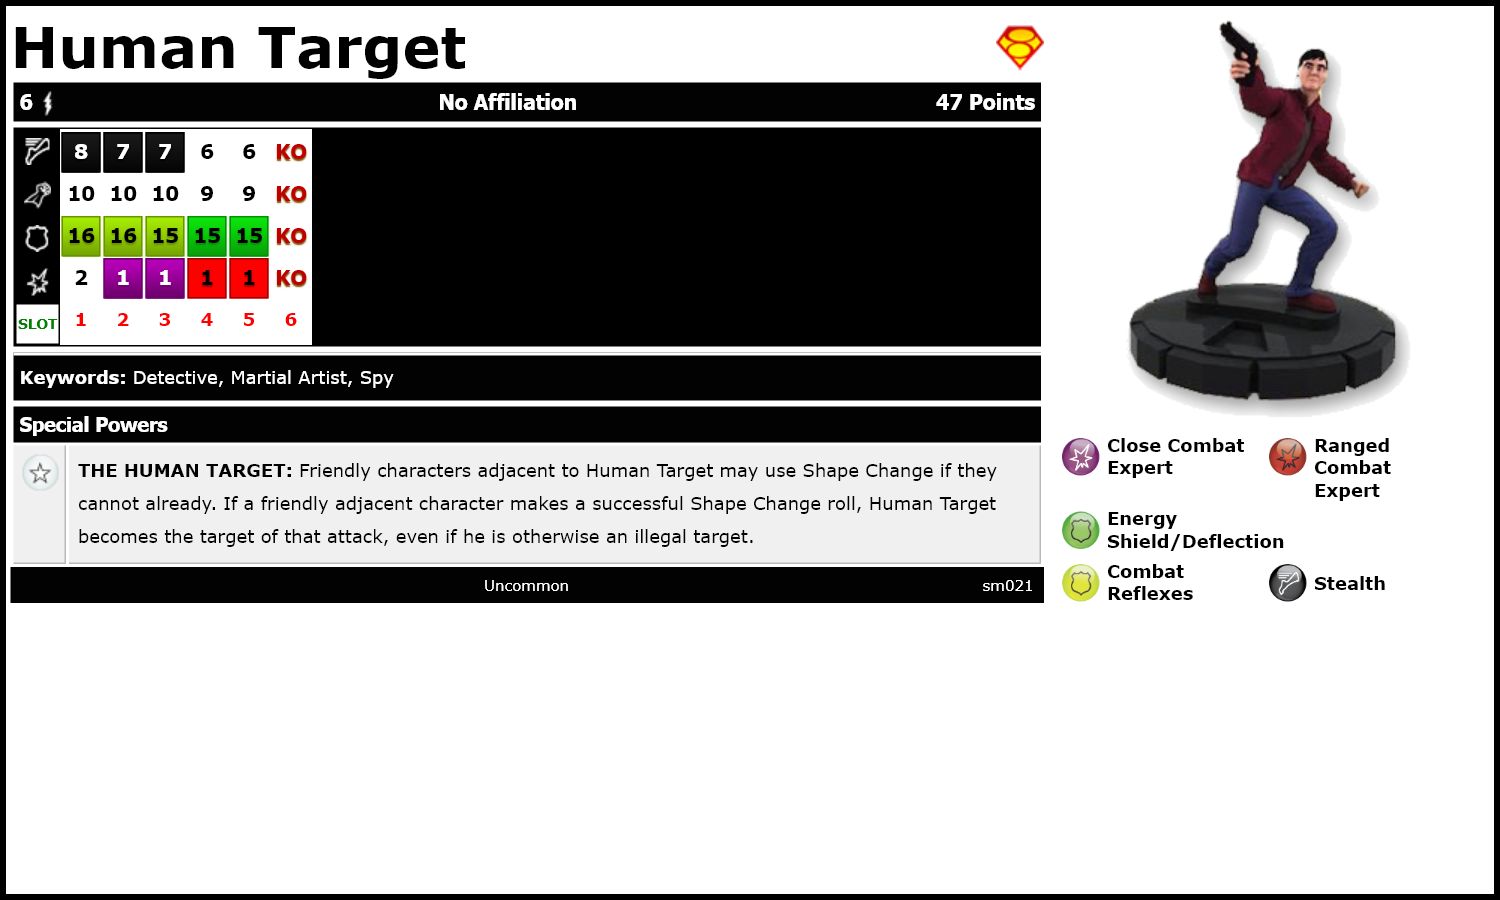 Human Target
6 No Affiliation 47 Points
8 7 7 6 6 KO
10 10 10 9 9 KO
16 16 15 15 15 KO
2 1 1 1 1 KO
SLOT 1 2 3 4 5 6
Keywords: Detective, Martial Artist, Spy
Special Powers
THE HUMAN TARGET: Friendly characters adjacent to Human Target may use Shape Change if they
cannot already. If a friendly adjacent character makes a successful Shape Change roll, Human Target
becomes the target of that attack, even if he is otherwise an illegal target.
Uncommon sm021
Close Combat
Expert
Ranged
Combat
Expert
Energy
Shield/Deflection
Combat
Reflexes
Stealth